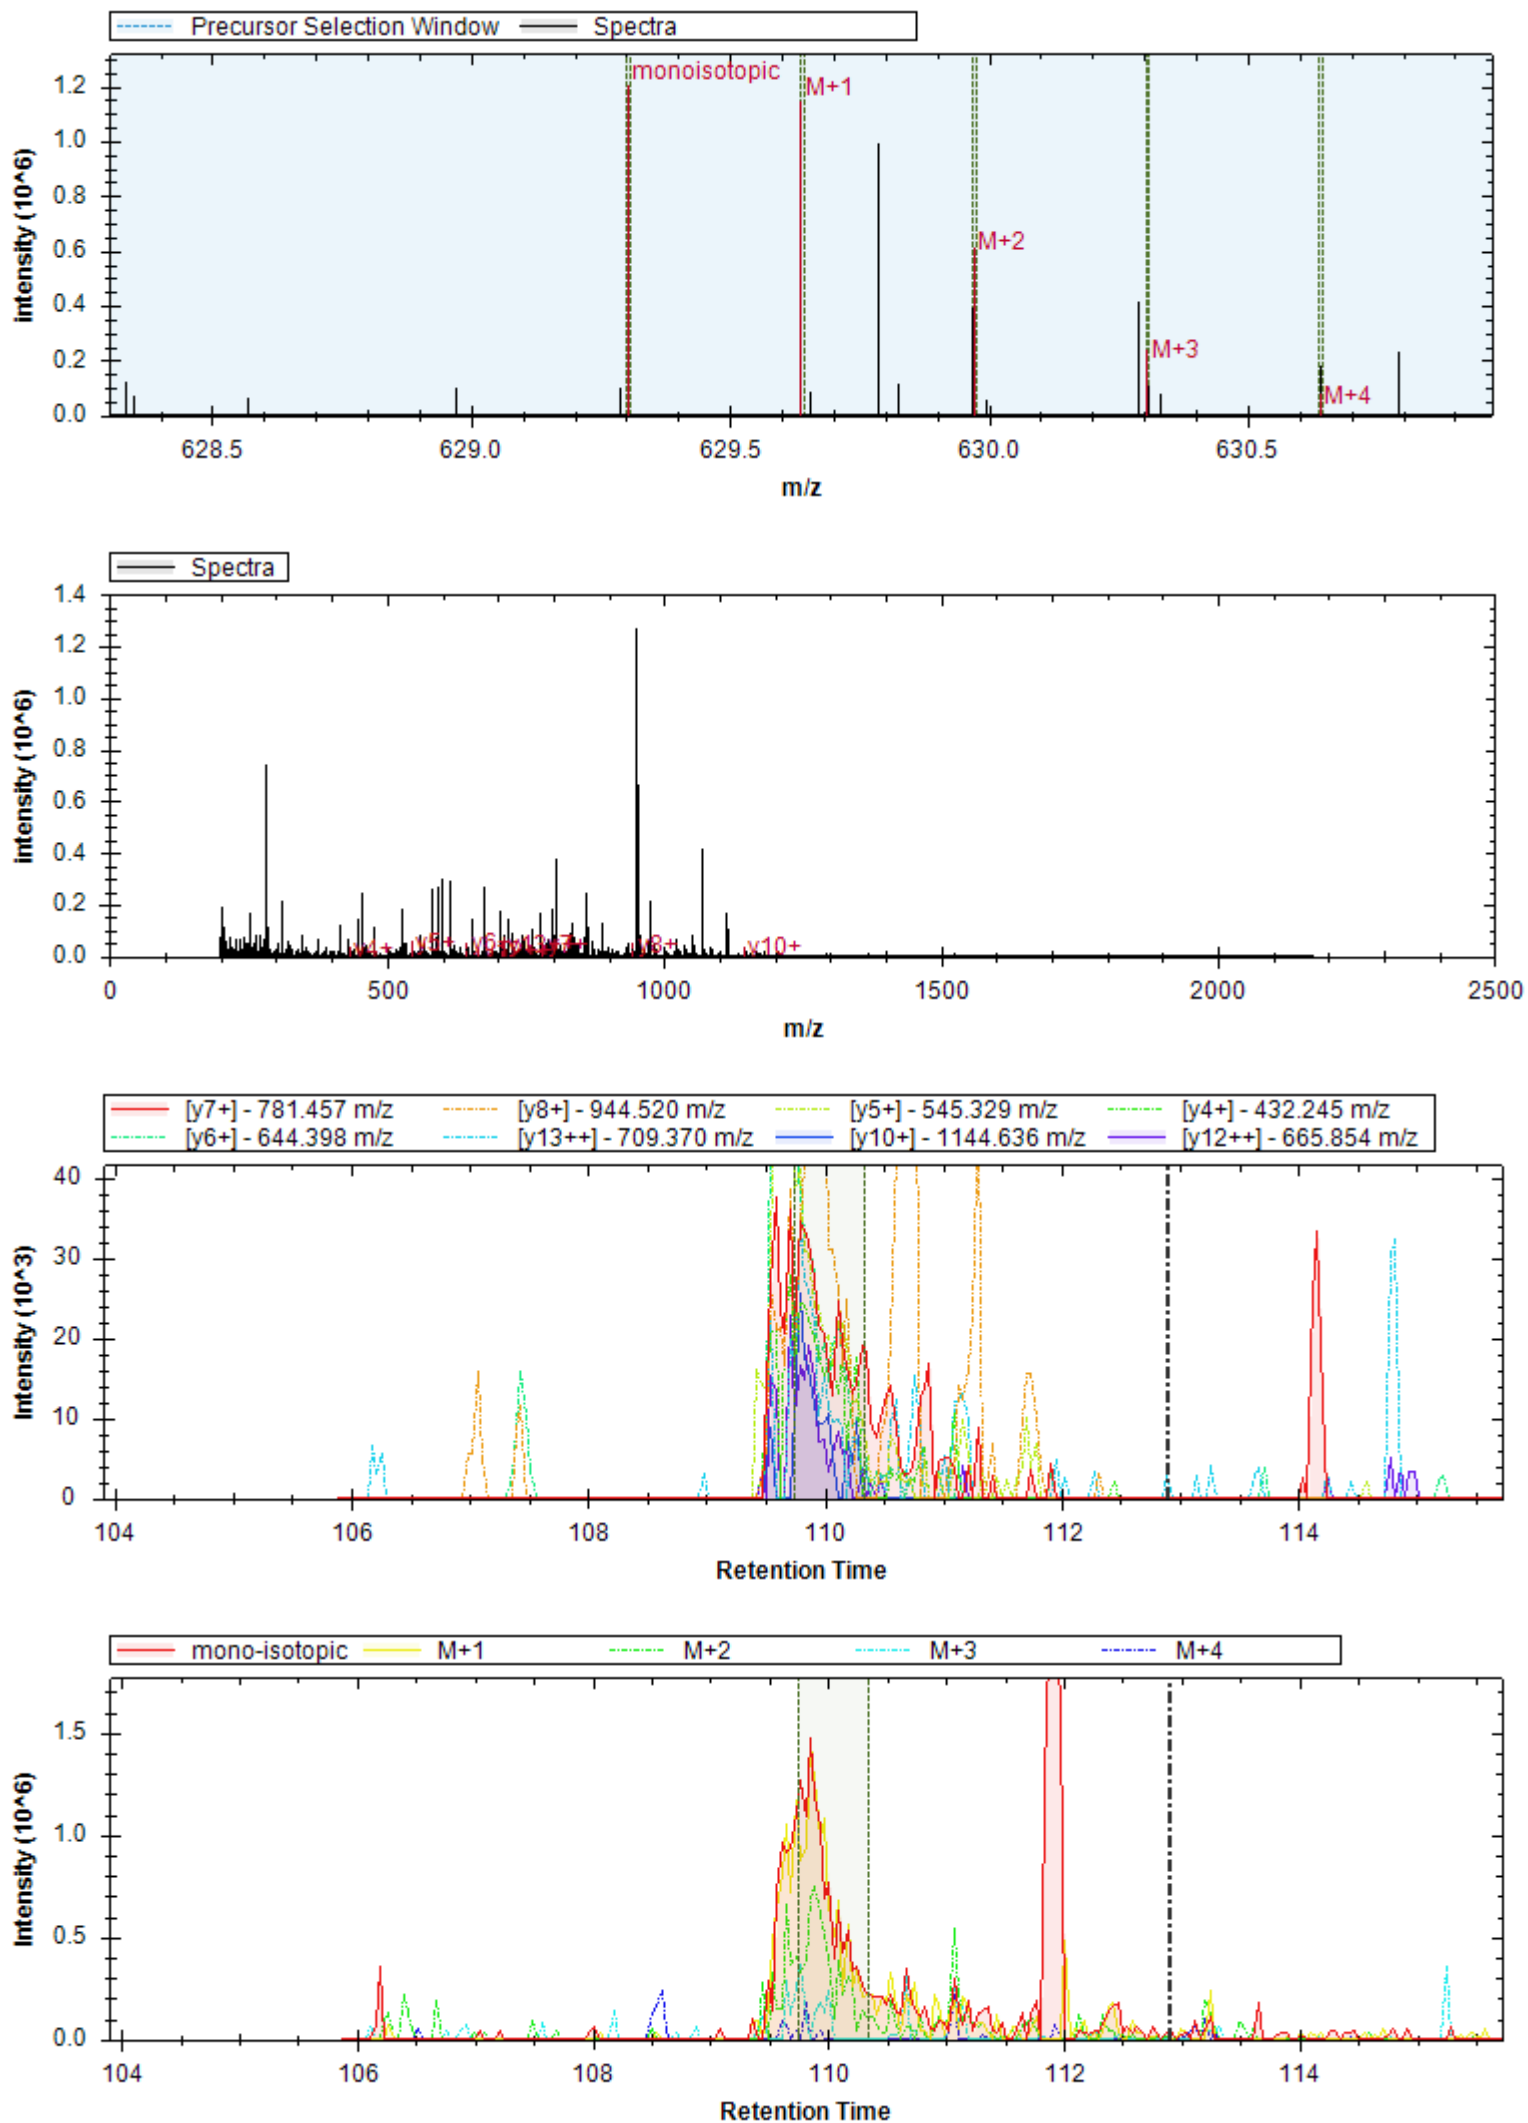 Precursor Selection Window Spectra
intensity (10^6)
1.2
1.0
0.8
0.6
0.4
0.2
0.0
monoisotopic
M+1
M+2
M+3
M+4
628.5 629.0 629.5 630.0 630.5
m/z
Spectra
intensity (10^6)
1.4
1.2
1.0
0.8
0.6
0.4
0.2
0.0
y4+ y5+ y8+ y10+
0 500 1000 1500 2000 2500
m/z
[y7+] - 781.457 m/z [y8+] - 944.520 m/z [y5+] - 545.329 m/z [y4+] - 432.245 m/z
[y6+] - 644.398 m/z [y13++] - 709.370 m/z [y10+] - 1144.636 m/z [y12++] - 665.854 m/z
Intensity (10^3)
40
30
20
10
0
104 106 108 110 112 114
Retention Time
mono-isotopic M+1 M+2 M+3 M+4
Intensity (10^6)
1.5
1.0
0.5
0.0
104 106 108 110 112 114
Retention Time